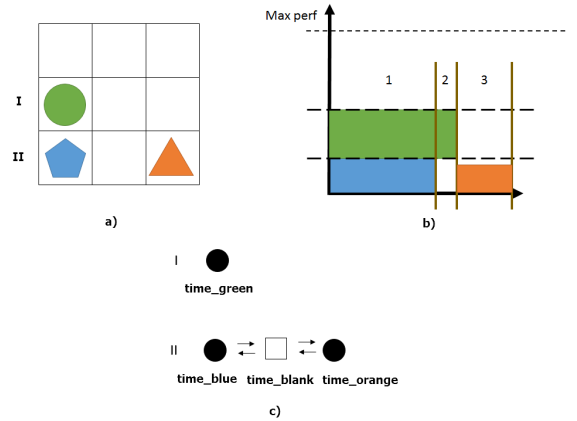 Max perf
1 2 3
I
II
a)
b)
I
time_green
II
time_blue time_blank time_orange
c)